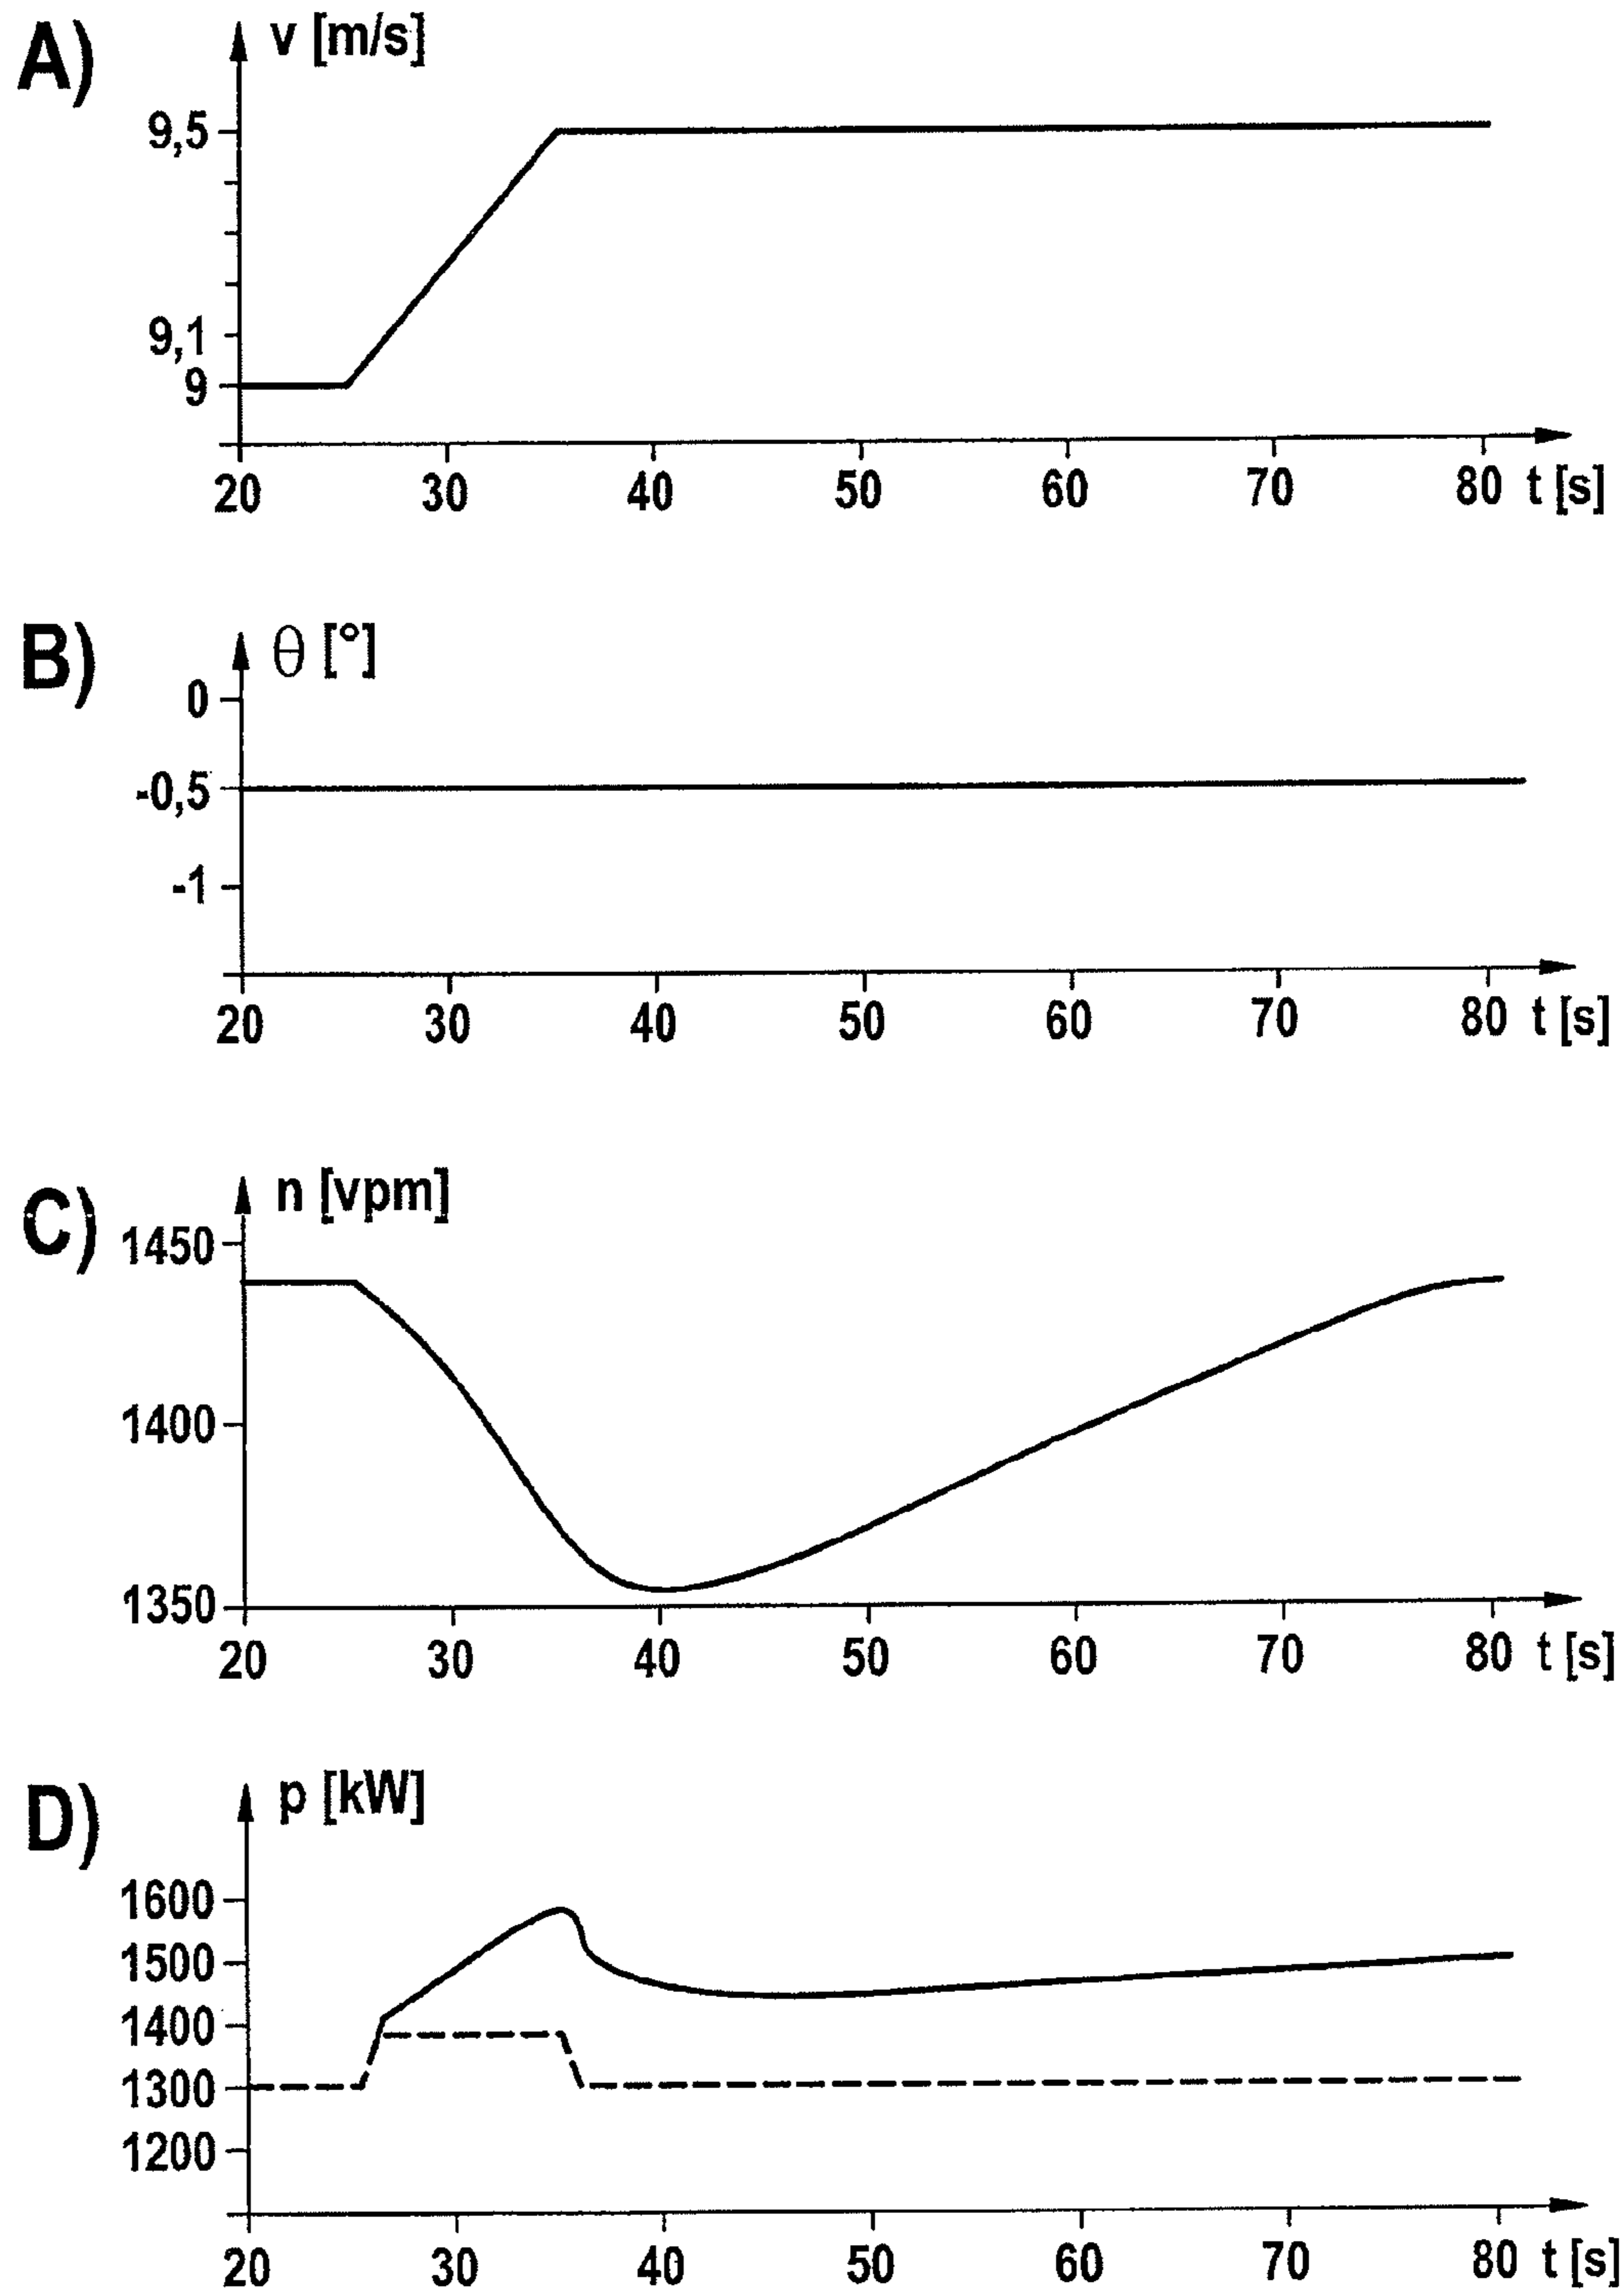 A)
v [m/s]
9,5
9,1
9
20 30 40 50 60 70 80 t [s]
B)
θ [°]
0
-0,5
-1
20 30 40 50 60 70 80 t [s]
C)
n [vpm]
1450
1400
1350
20 30 40 50 60 70 80 t [s]
D)
p [kW]
1600
1500
1400
1300
1200
20 30 40 50 60 70 80 t [s]